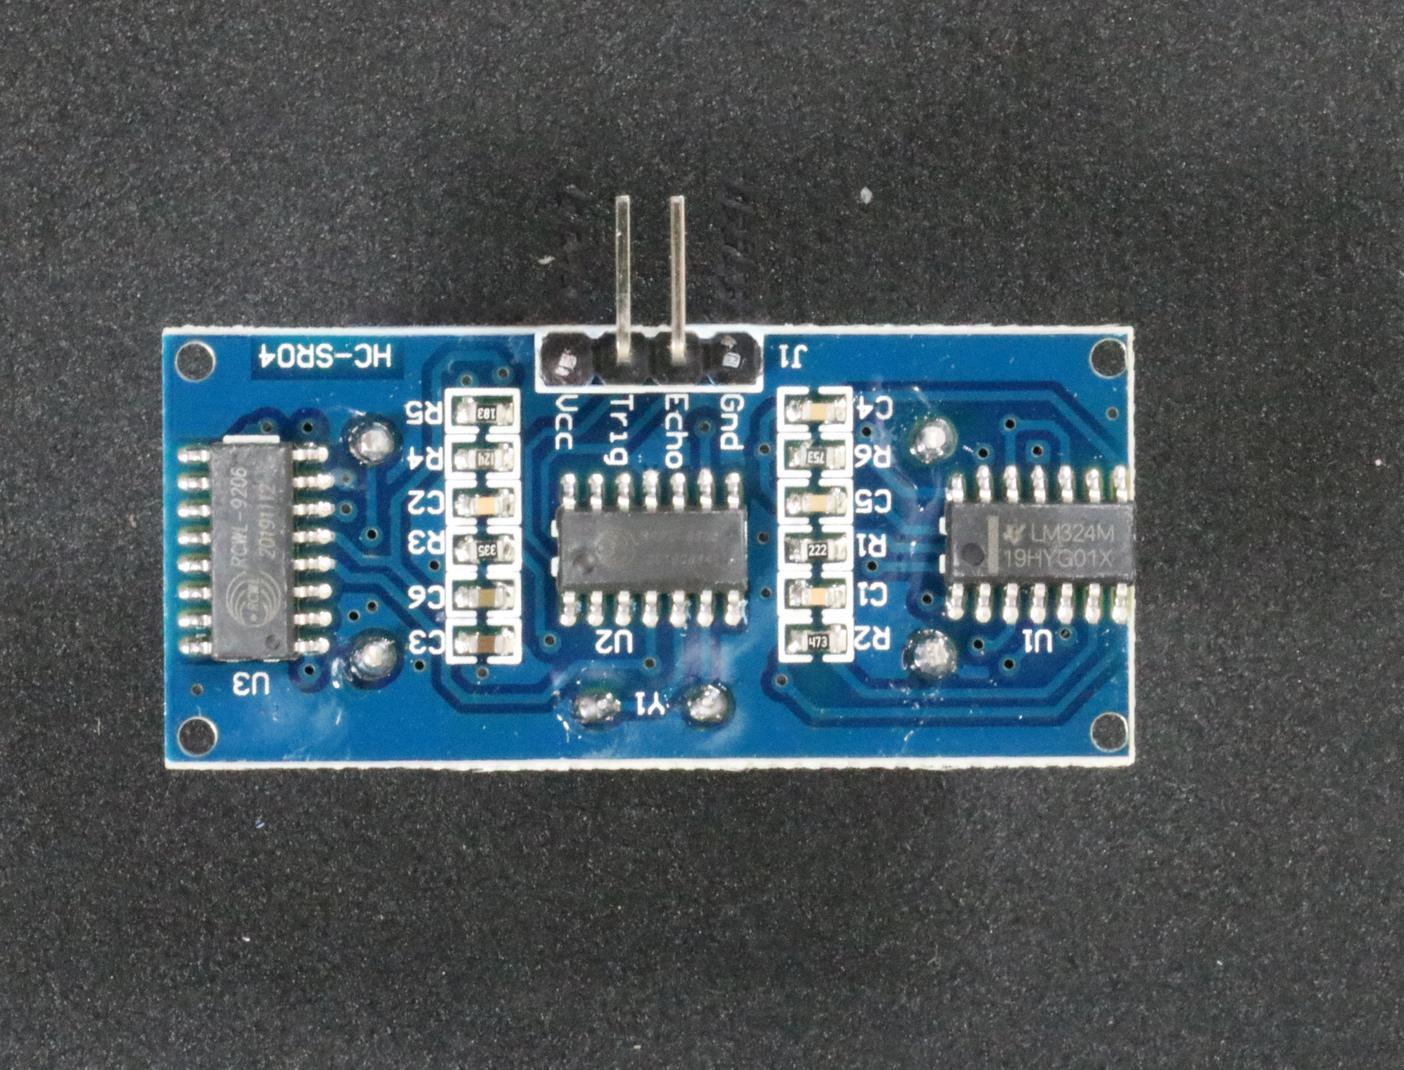 HC-SR04
J1
Vcc
Trig
Echo
Gnd
R5
183
R4
124
C2
R3
335
C6
C3
C4
R6
753
C5
R1
222
C1
R2
473
RCWL-9206
U3
U2
Y1
LM324M
19HYG01X
U1